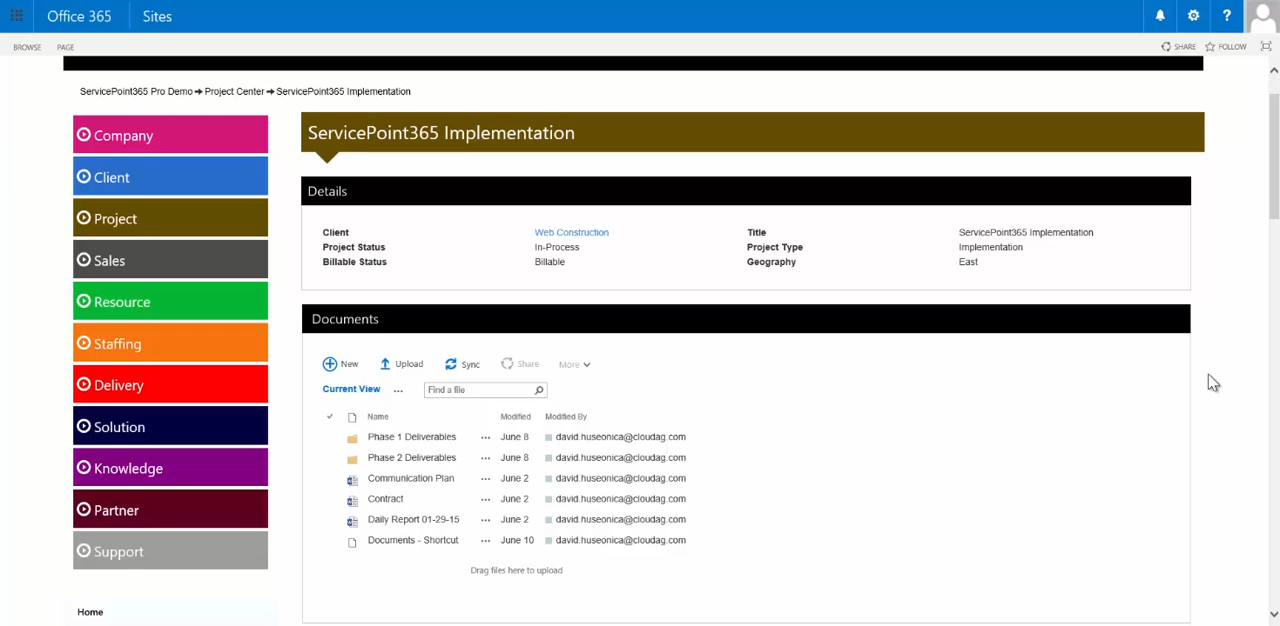 Office 365 Sites ?
BROWSE PAGE SHARE FOLLOW
ServicePoint365 Pro Demo ➔ Project Center ➔ ServicePoint365 Implementation
Company
Client
Project
Sales
Resource
Staffing
Delivery
Solution
Knowledge
Partner
Support
Home
ServicePoint365 Implementation
Details
Client Web Construction Title ServicePoint365 Implementation
Project Status In-Process Project Type Implementation
Billable Status Billable Geography East
Documents
New Upload Sync Share More
Current View ... Find a file
✓ Name Modified Modified By
Phase 1 Deliverables ... June 8 david.huseonica@cloudag.com
Phase 2 Deliverables ... June 8 david.huseonica@cloudag.com
Communication Plan ... June 2 david.huseonica@cloudag.com
Contract ... June 2 david.huseonica@cloudag.com
Daily Report 01-29-15 ... June 2 david.huseonica@cloudag.com
Documents - Shortcut ... June 10 david.huseonica@cloudag.com
Drag files here to upload